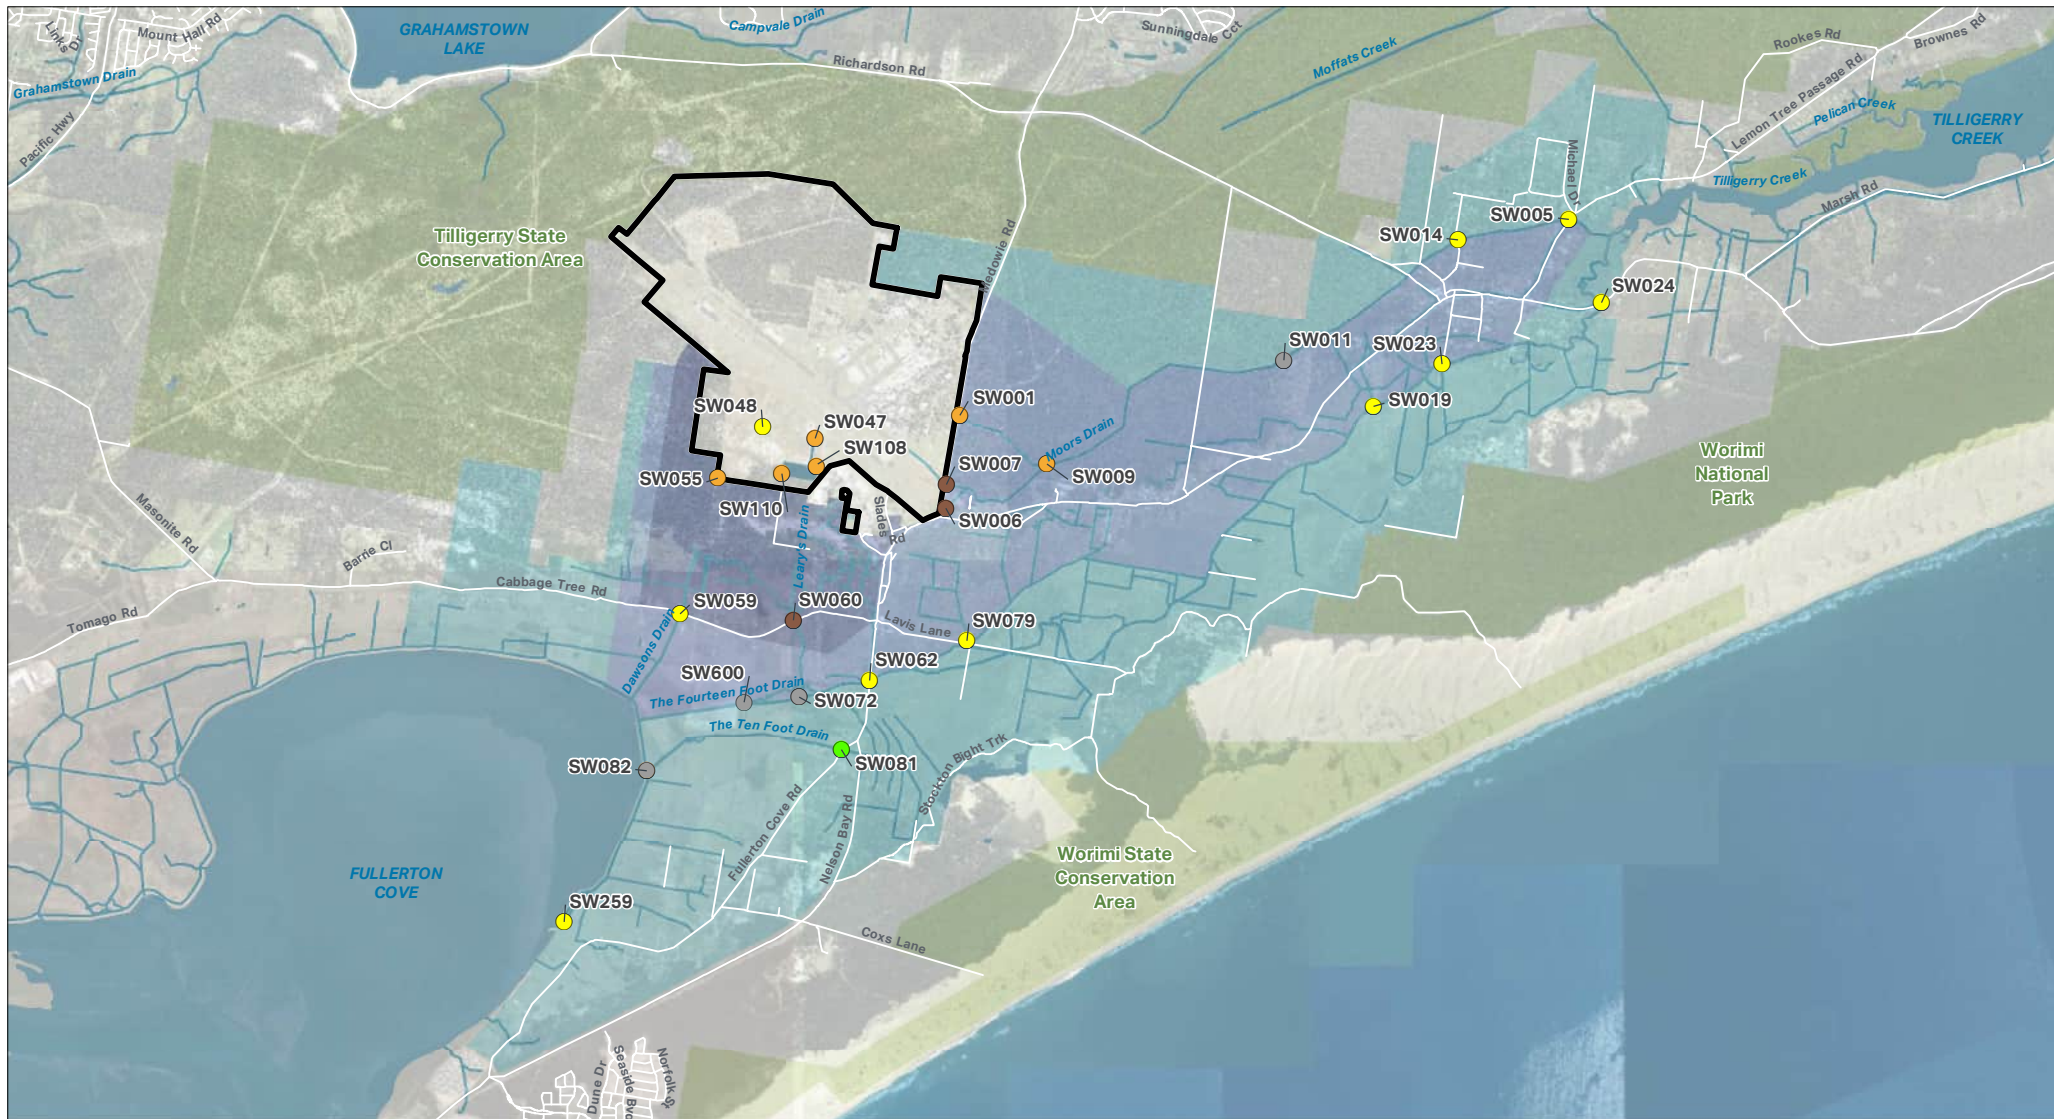 Links
Dr
Mount Hall Rd
GRAHAMSTOWN
LAKE
Campvale Drain
Sunningdale Cct
Richardson Rd
Moffats Creek
Rookes Rd
Brownes Rd
Grahamstown Drain
Pacific Hwy
Lemon Tree Passage Rd
Pelican Creek
TILLIGERRY
CREEK
Michael Dr
Tilligerry Creek
Marsh Rd
Tilligerry State
Conservation Area
Medowie Rd
SW005
SW014
SW024
SW011
SW023
SW019
SW048
SW047
SW001
SW108
Moors Drain
SW007
SW009
SW055
SW110
SW006
Slades
Rd
Worimi
National
Park
Masonite Rd
Barrie Cl
Leary's Drain
Cabbage Tree Rd
Tomago Rd
SW059
SW060
Lavis Lane
SW079
Dawsons Drain
SW062
SW600
The Fourteen Foot Drain
SW072
The Ten Foot Drain
SW081
SW082
Stockton Bight Trk
Fullerton Cove Rd
Nelson Bay Rd
FULLERTON
COVE
Worimi State
Conservation
Area
SW259
Coxs Lane
Dune Dr
Seaside Bvd
Norfolk St